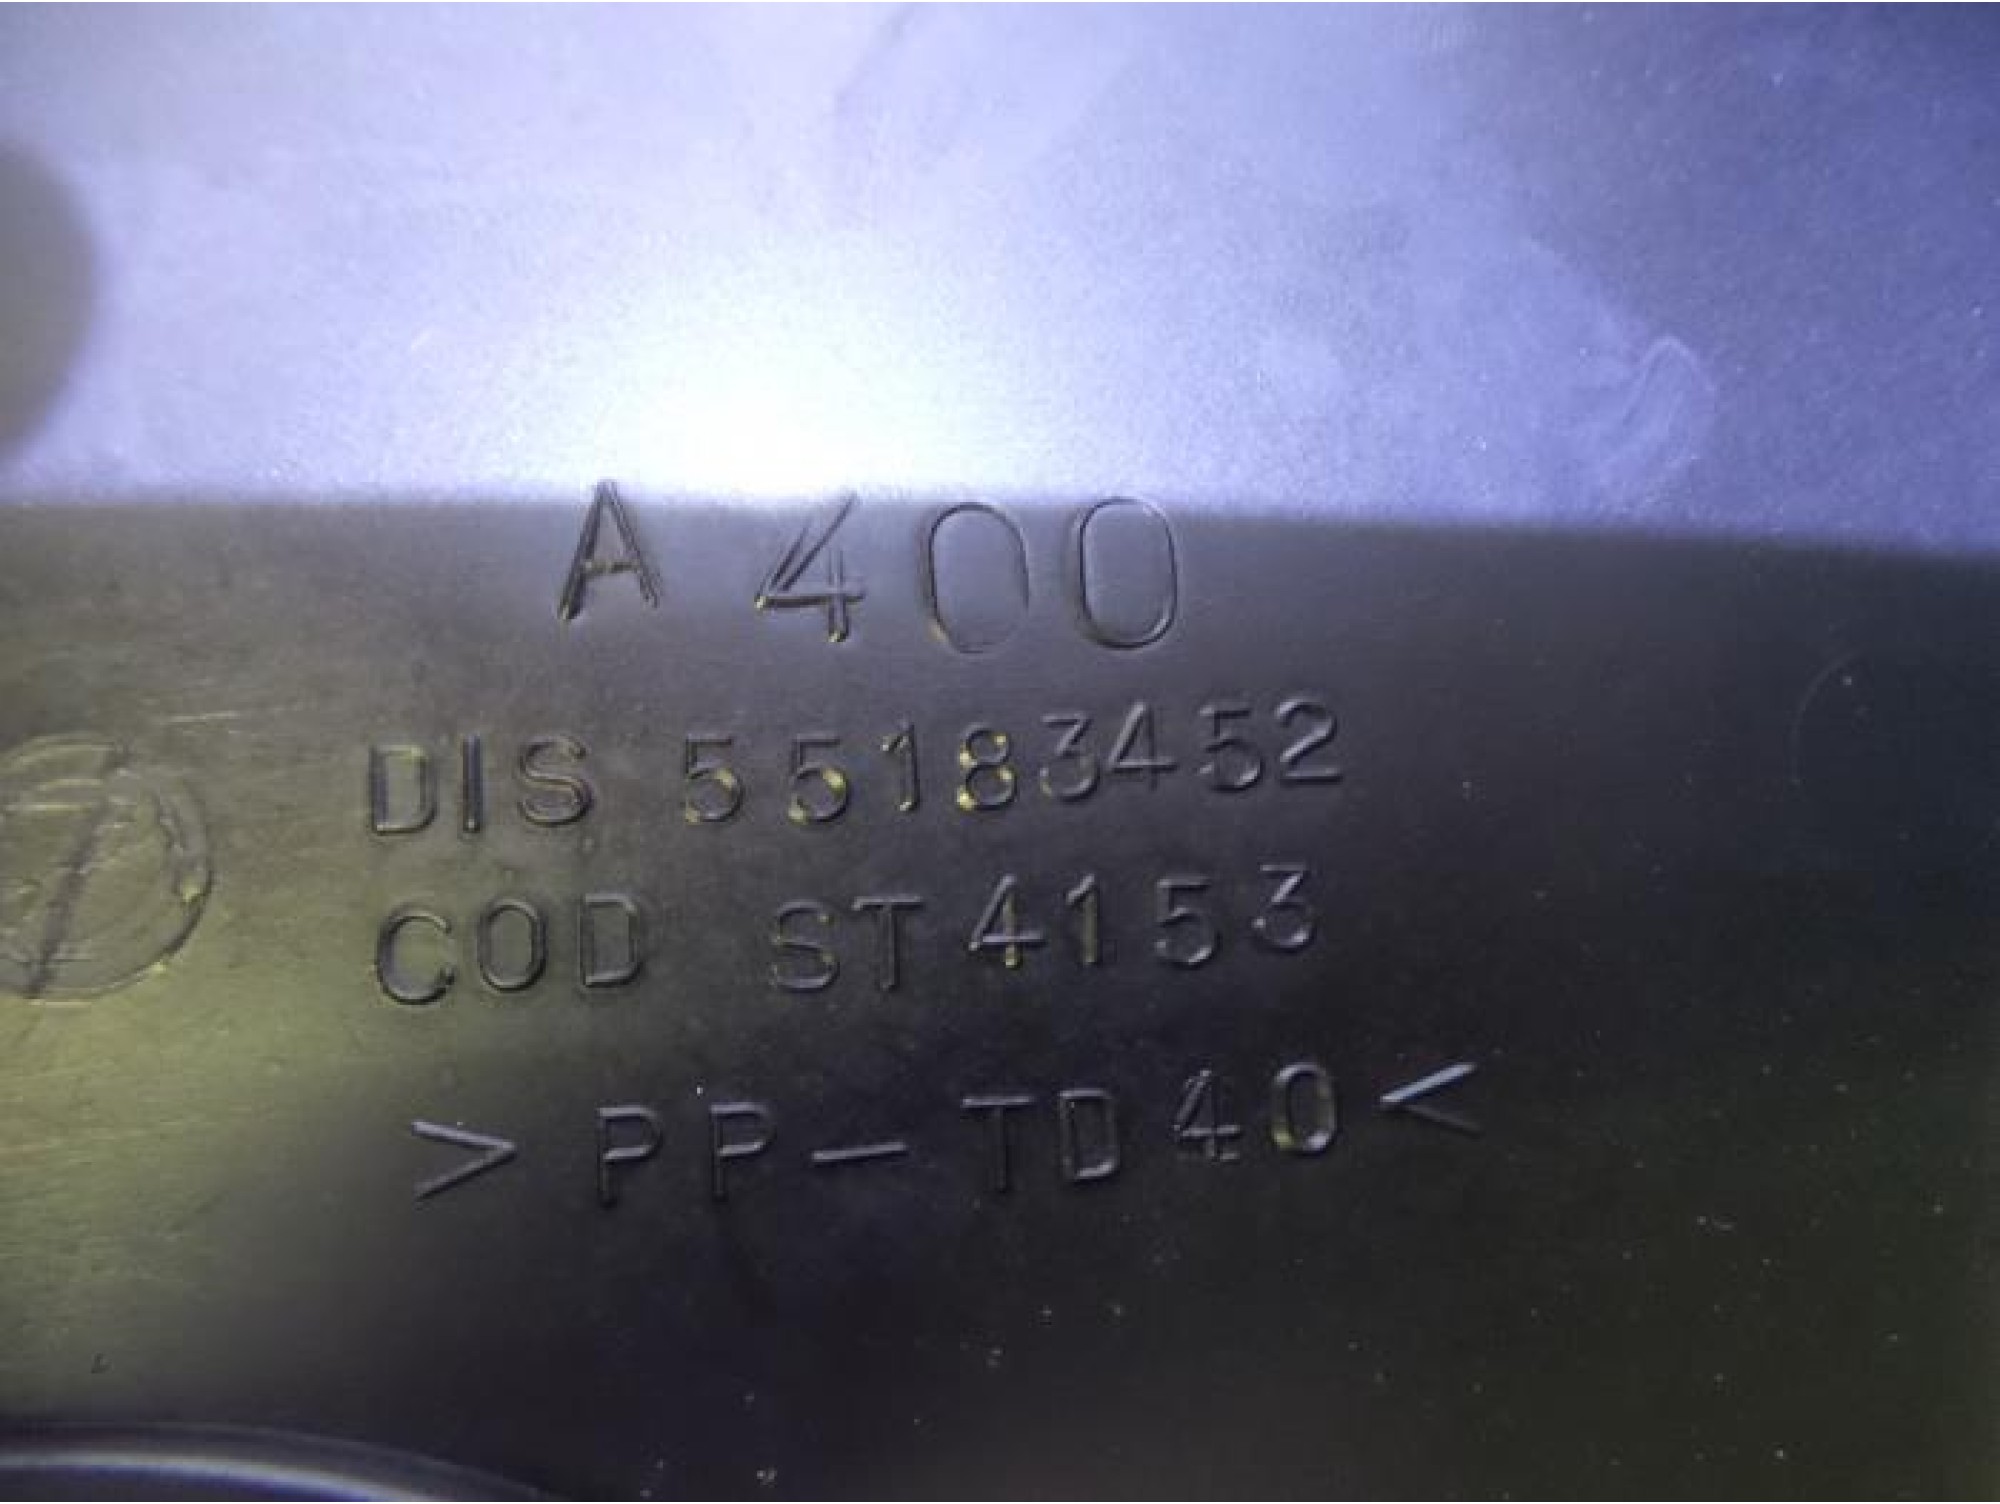 A 400
DIS 55183452
COD ST4153
>PP-TD40<